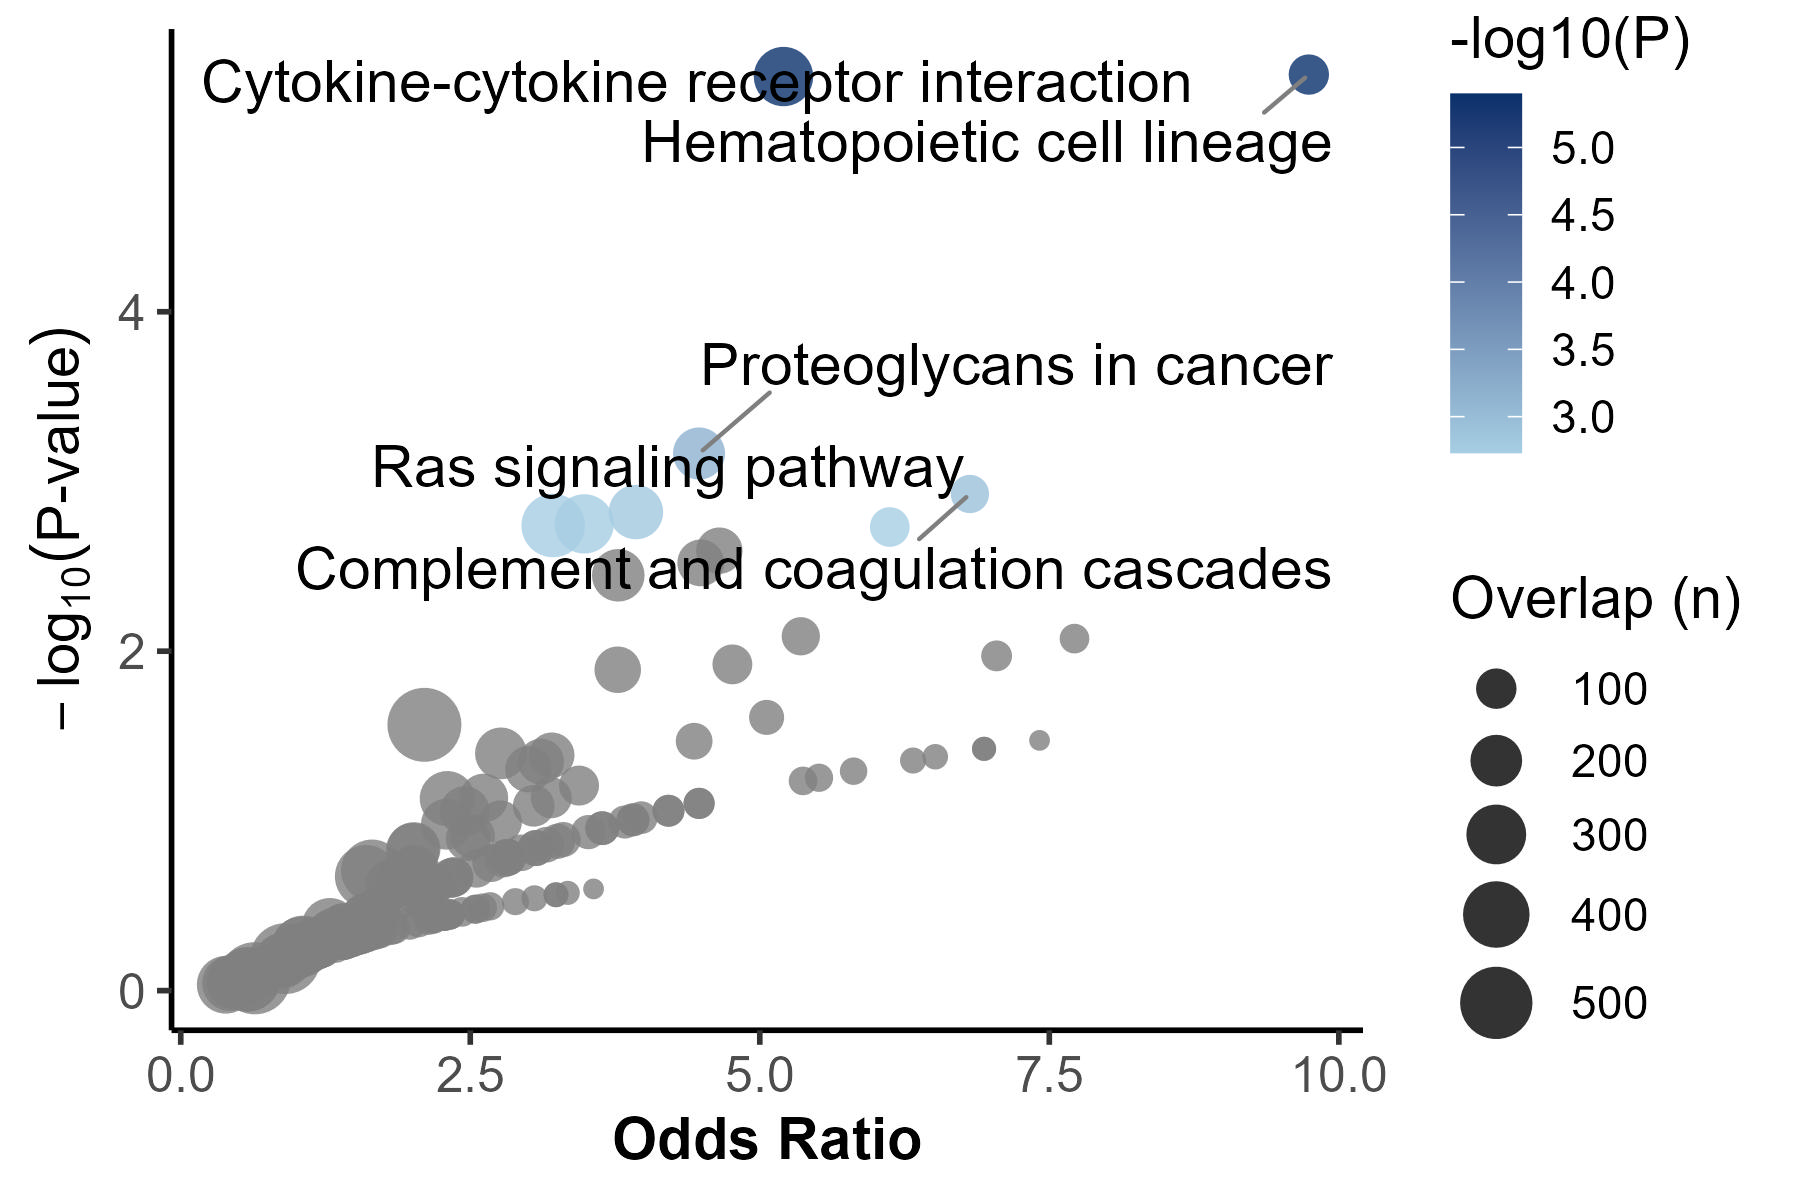 Cytokine-cytokine receptor interaction
Hematopoietic cell lineage
Proteoglycans in cancer
Ras signaling pathway
Complement and coagulation cascades
− log₁₀(P-value)
4
2
0
0.0
2.5
5.0
7.5
10.0
Odds Ratio
-log10(P)
5.0
4.5
4.0
3.5
3.0
Overlap (n)
100
200
300
400
500